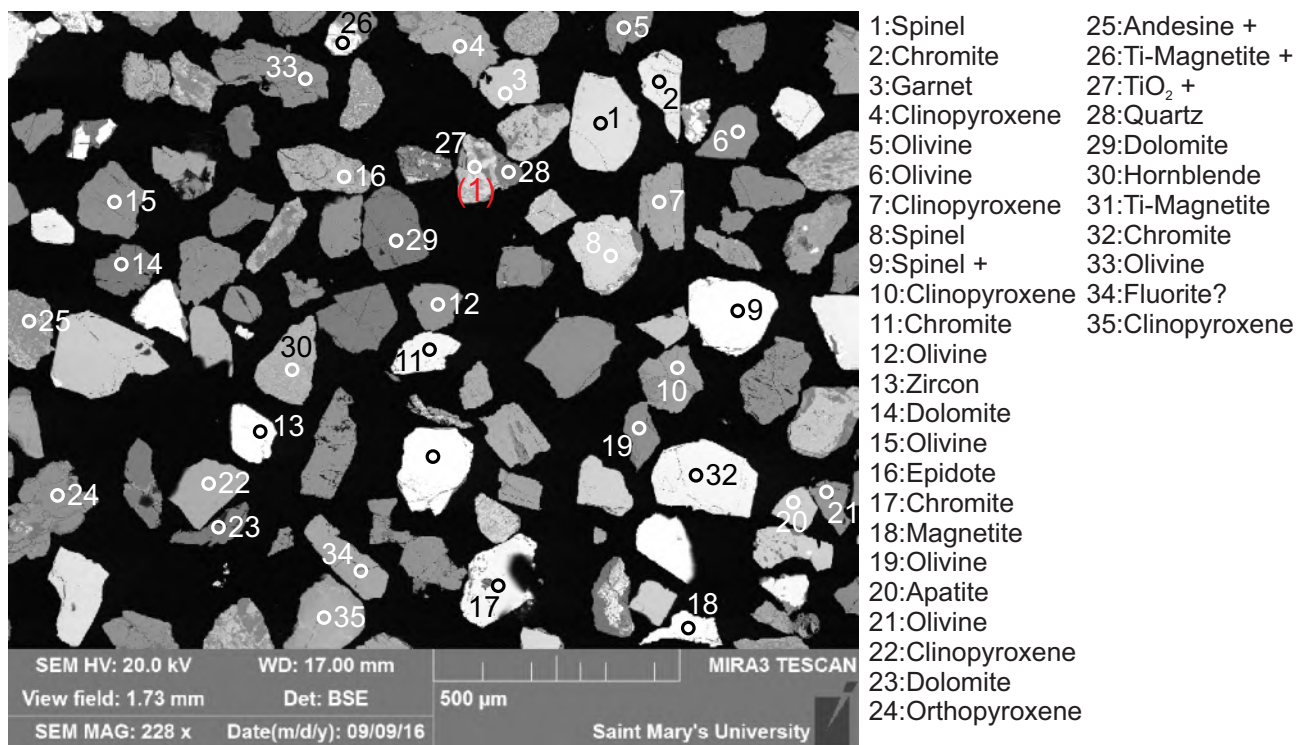 26
5
4
33
3
2
1
27
6
(1)
28
16
7
15
29
8
14
12
9
25
30
11
10
13
19
32
24
22
20
21
23
34
17
18
35
SEM HV: 20.0 kV WD: 17.00 mm MIRA3 TESCAN
View field: 1.73 mm Det: BSE 500 µm
SEM MAG: 228 x Date(m/d/y): 09/09/16 Saint Mary's University
1:Spinel
2:Chromite
3:Garnet
4:Clinopyroxene
5:Olivine
6:Olivine
7:Clinopyroxene
8:Spinel
9:Spinel +
10:Clinopyroxene
11:Chromite
12:Olivine
13:Zircon
14:Dolomite
15:Olivine
16:Epidote
17:Chromite
18:Magnetite
19:Olivine
20:Apatite
21:Olivine
22:Clinopyroxene
23:Dolomite
24:Orthopyroxene
25:Andesine +
26:Ti-Magnetite +
27:TiO₂ +
28:Quartz
29:Dolomite
30:Hornblende
31:Ti-Magnetite
32:Chromite
33:Olivine
34:Fluorite?
35:Clinopyroxene